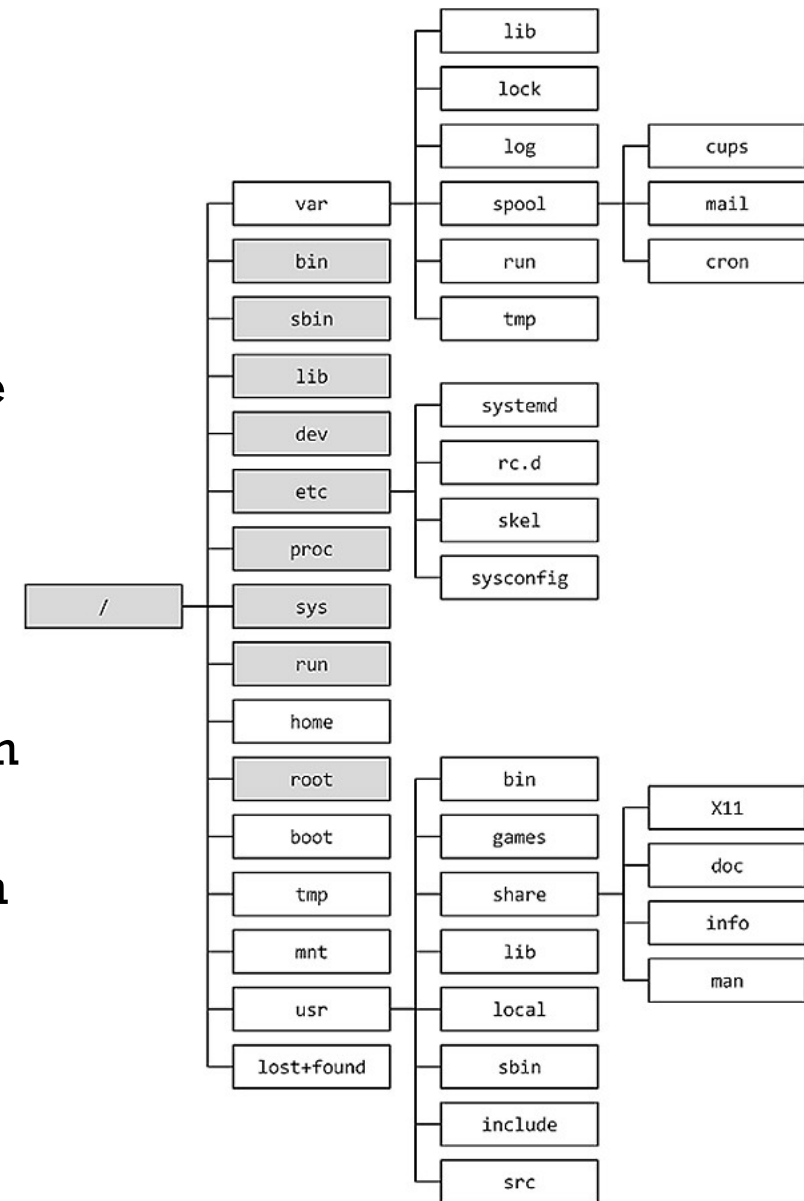 /
var
bin
sbin
lib
dev
etc
proc
sys
run
home
root
boot
tmp
mnt
usr
lost+found
lib
lock
log
spool
run
tmp
cups
mail
cron
systemd
rc.d
skel
sysconfig
bin
games
share
lib
local
sbin
include
src
X11
doc
info
man